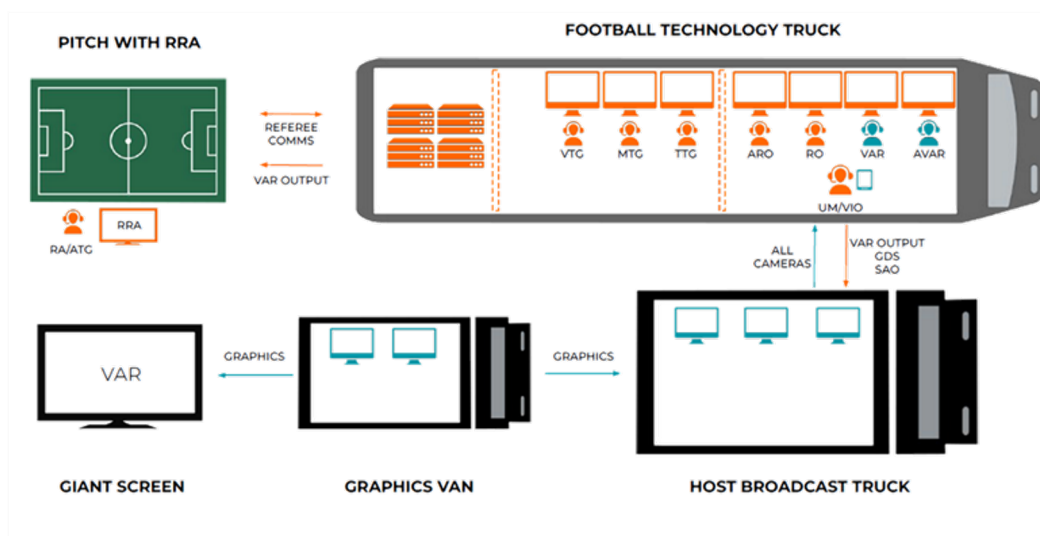 FOOTBALL TECHNOLOGY TRUCK
PITCH WITH RRA
REFEREE
COMMS
VAR OUTPUT
VTG
MTG
TTG
ARO
RO
VAR
AVAR
UM/VIO
RRA
RA/ATG
ALL
CAMERAS
VAR OUTPUT
GDS
SAO
VAR
GRAPHICS
GRAPHICS
GIANT SCREEN
GRAPHICS VAN
HOST BROADCAST TRUCK